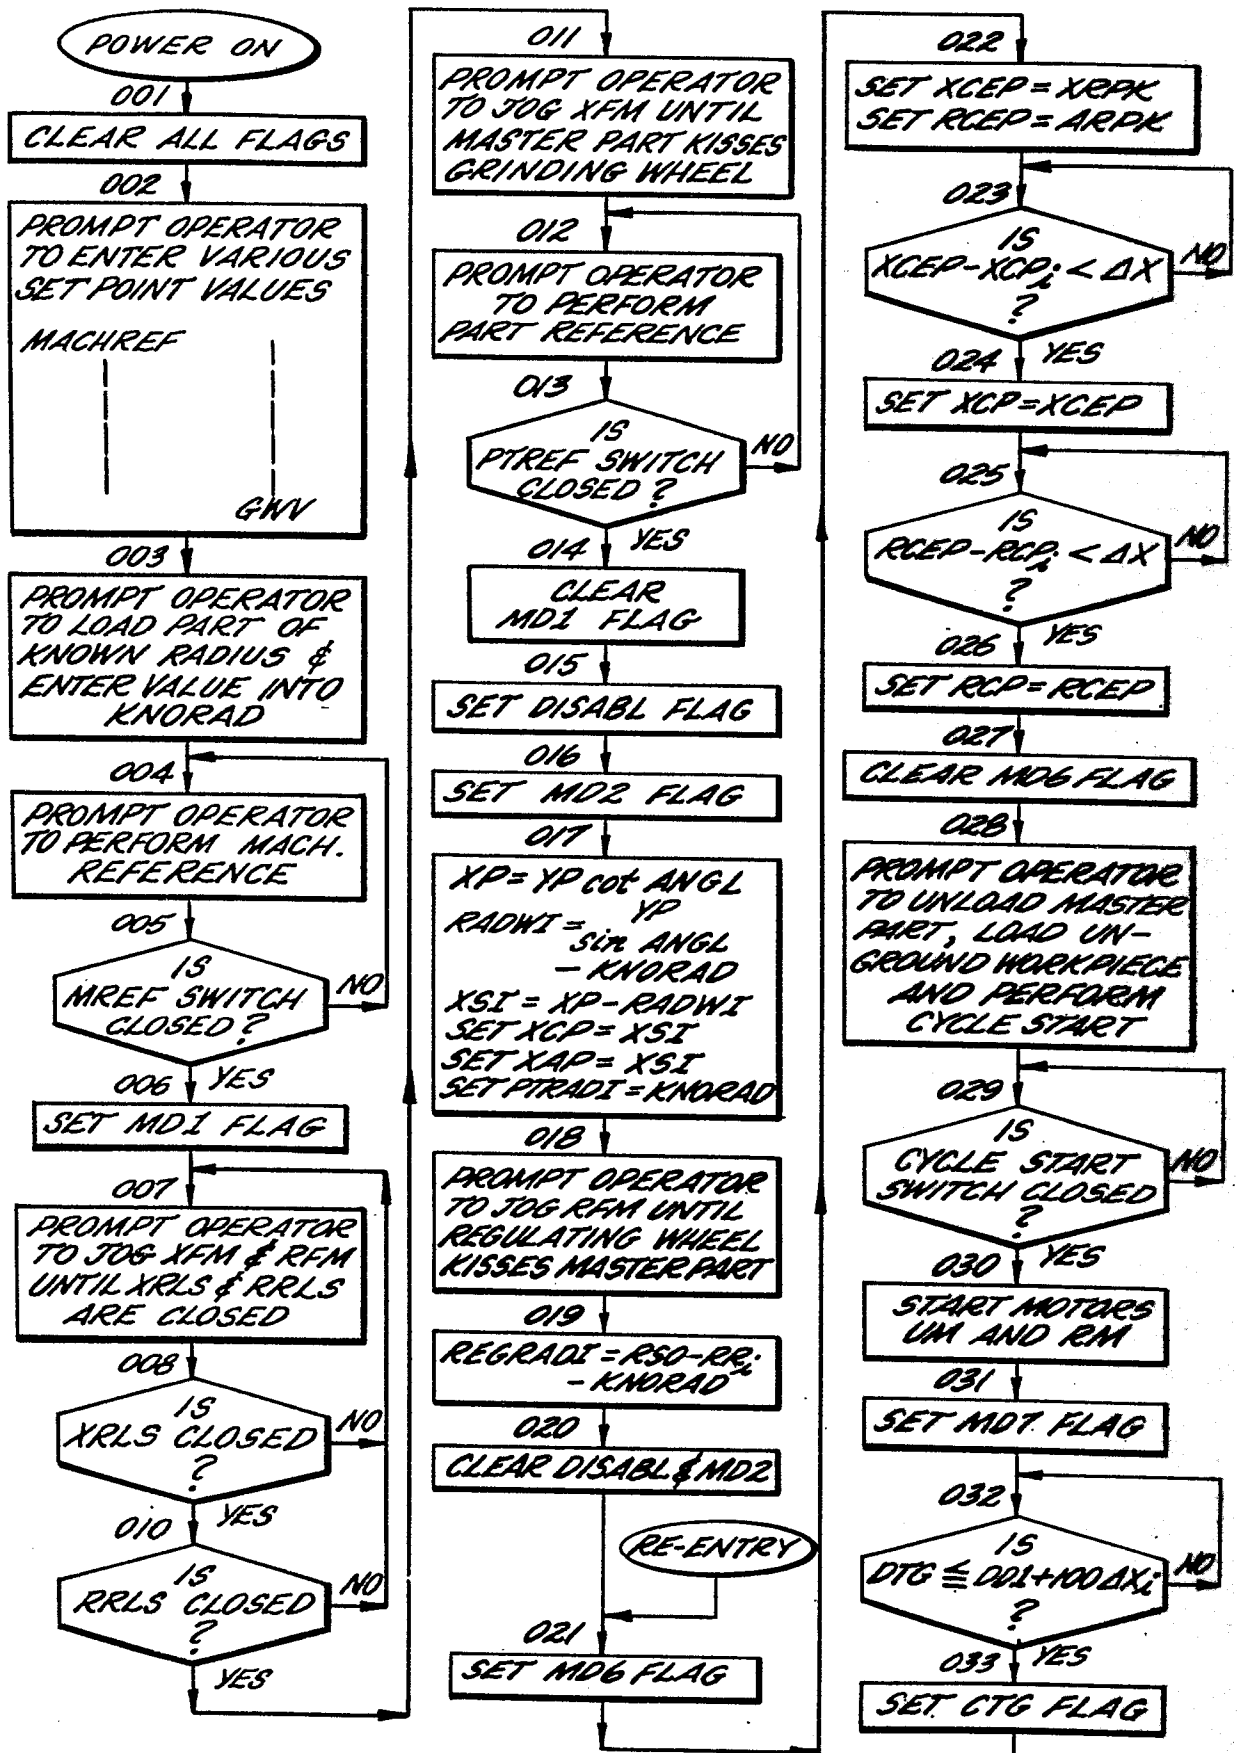 POWER ON
001
CLEAR ALL FLAGS
002
PROMPT OPERATOR
TO ENTER VARIOUS
SET POINT VALUES
MACHREF
GWV
003
PROMPT OPERATOR
TO LOAD PART OF
KNOWN RADIUS &
ENTER VALUE INTO
KNORAD
004
PROMPT OPERATOR
TO PERFORM MACH.
REFERENCE
005
IS
MREF SWITCH
CLOSED?
NO
YES
006
SET MD1 FLAG
007
PROMPT OPERATOR
TO JOG XFM & RFM
UNTIL XRLS & RRLS
ARE CLOSED
008
IS
XRLS CLOSED
?
NO
YES
010
IS
RRLS CLOSED
?
NO
YES
011
PROMPT OPERATOR
TO JOG XFM UNTIL
MASTER PART KISSES
GRINDING WHEEL
012
PROMPT OPERATOR
TO PERFORM
PART REFERENCE
013
IS
PTREF SWITCH
CLOSED?
NO
YES
014
CLEAR
MD1 FLAG
015
SET DISABL FLAG
016
SET MD2 FLAG
017
XP=YP cot ANGL
RADWI= YP
sin ANGL
- KNORAD
XSI = XP-RADWI
SET XCP= XSI
SET XAP= XSI
SET PTRADI=KNORAD
018
PROMPT OPERATOR
TO JOG RFM UNTIL
REGULATING WHEEL
KISSES MASTER PART
019
REGRADI=RSO-RRi
- KNORAD
020
CLEAR DISABL & MD2
RE-ENTRY
021
SET MD6 FLAG
022
SET XCEP=XRPK
SET RCEP=ARPK
023
IS
XCEP-XCPi < ΔX
?
NO
YES
024
SET XCP=XCEP
025
IS
RCEP-RCPi < ΔX
?
NO
YES
026
SET RCP=RCEP
027
CLEAR MD6 FLAG
028
PROMPT OPERATOR
TO UNLOAD MASTER
PART, LOAD UN-
GROUND WORKPIECE
AND PERFORM
CYCLE START
029
IS
CYCLE START
SWITCH CLOSED
?
NO
YES
030
START MOTORS
UM AND RM
031
SET MD7 FLAG
032
IS
DTG ≦ DD1+100ΔXi
?
NO
YES
033
SET CTG FLAG